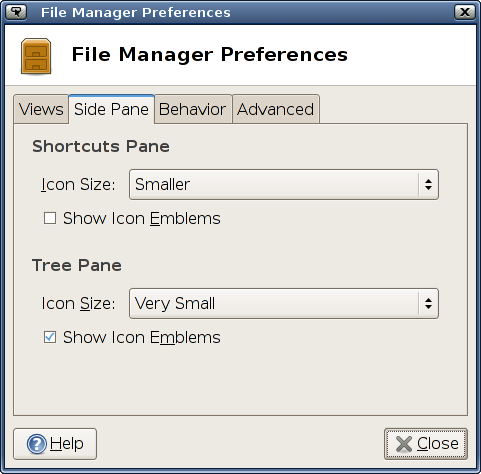 File Manager Preferences
File Manager Preferences
Views Side Pane Behavior Advanced
Shortcuts Pane
Icon Size: Smaller
Show Icon Emblems
Tree Pane
Icon Size: Very Small
Show Icon Emblems
Help Close